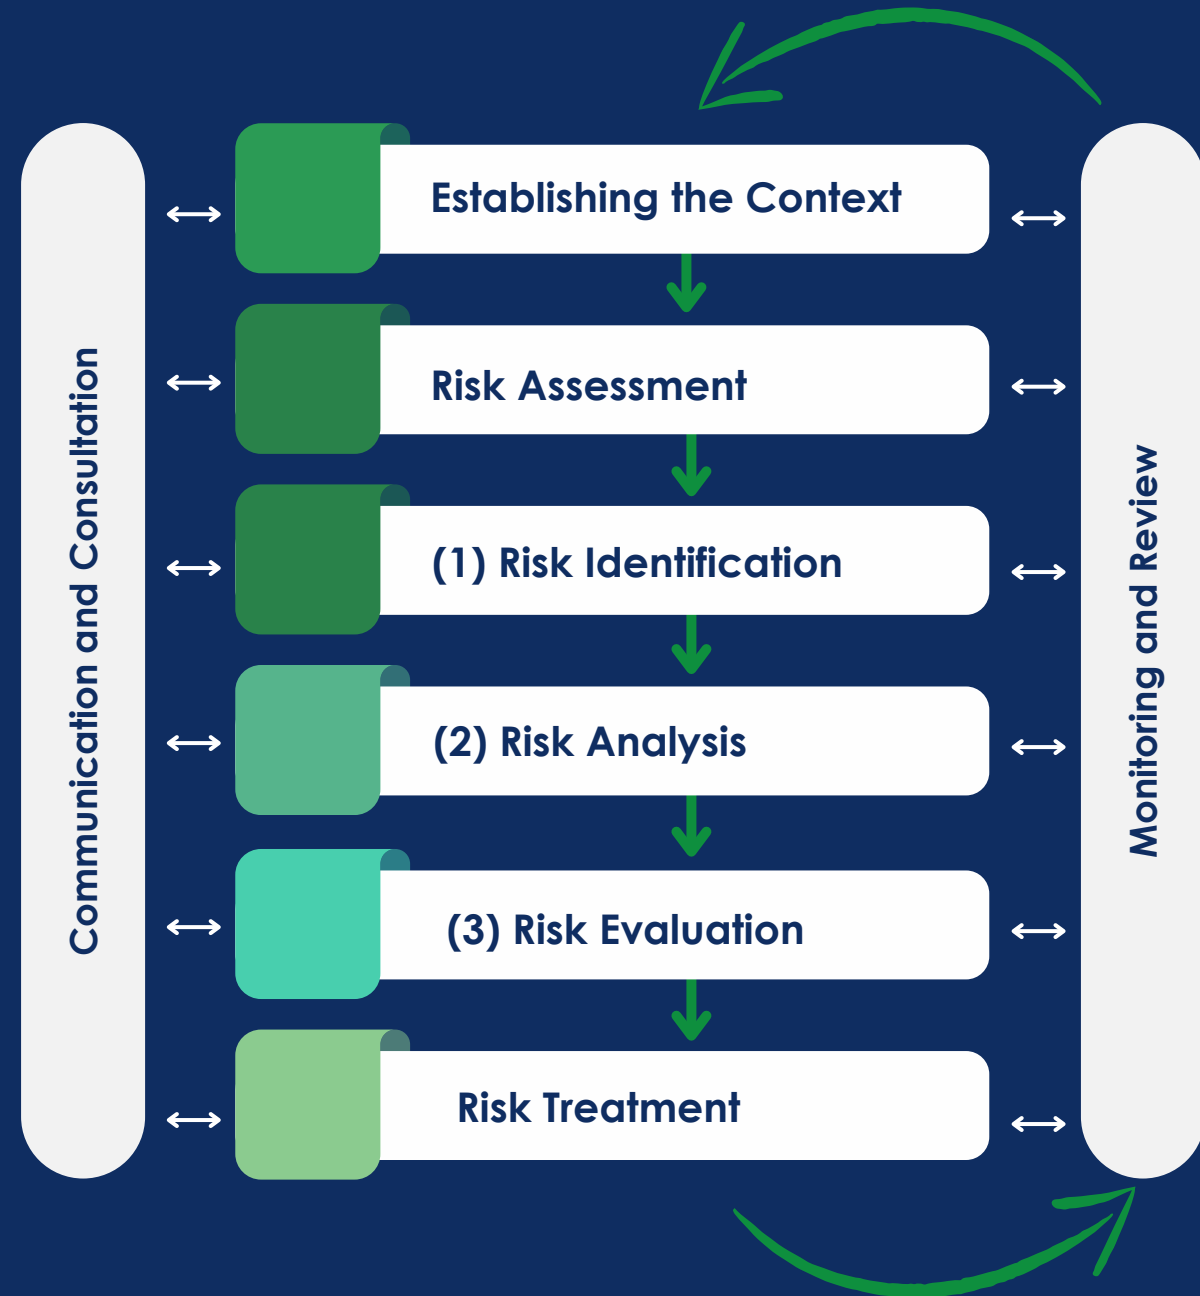 Communication and Consultation
Establishing the Context
Risk Assessment
(1) Risk Identification
(2) Risk Analysis
(3) Risk Evaluation
Risk Treatment
Monitoring and Review